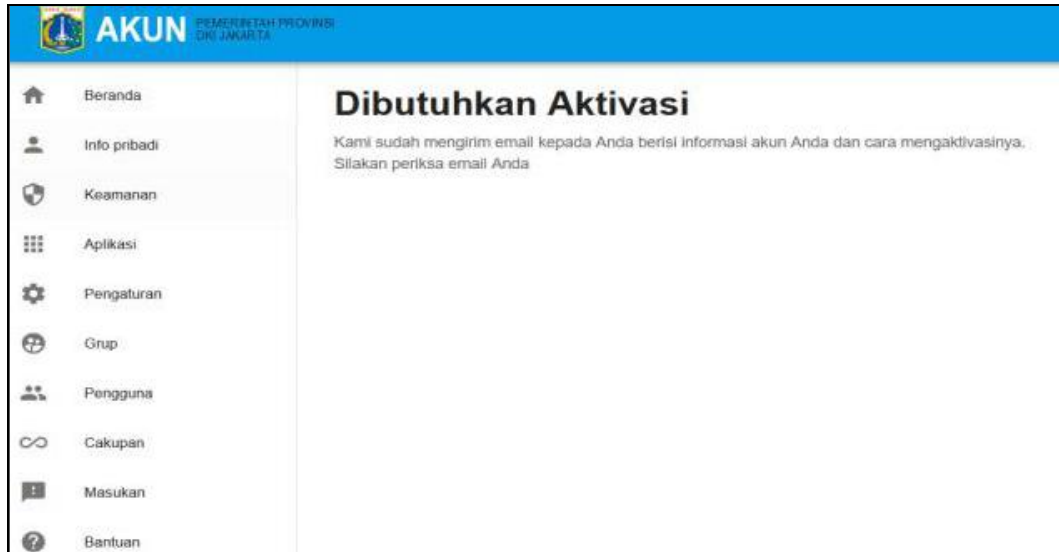 AKUN PEMERINTAH PROVINSI
DKI JAKARTA
Beranda
Info pribadi
Keamanan
Aplikasi
Pengaturan
Grup
Pengguna
Cakupan
Masukan
Bantuan
Dibutuhkan Aktivasi
Kami sudah mengirim email kepada Anda berisi informasi akun Anda dan cara mengaktivasinya.
Silakan periksa email Anda